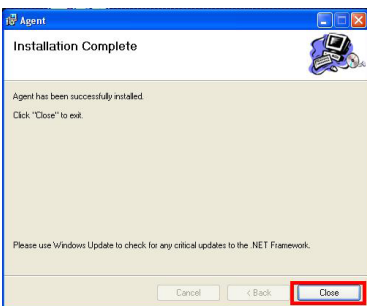 Agent
Installation Complete
Agent has been successfully installed.
Click "Close" to exit.
Please use Windows Update to check for any critical updates to the .NET Framework.
Cancel
< Back
Close